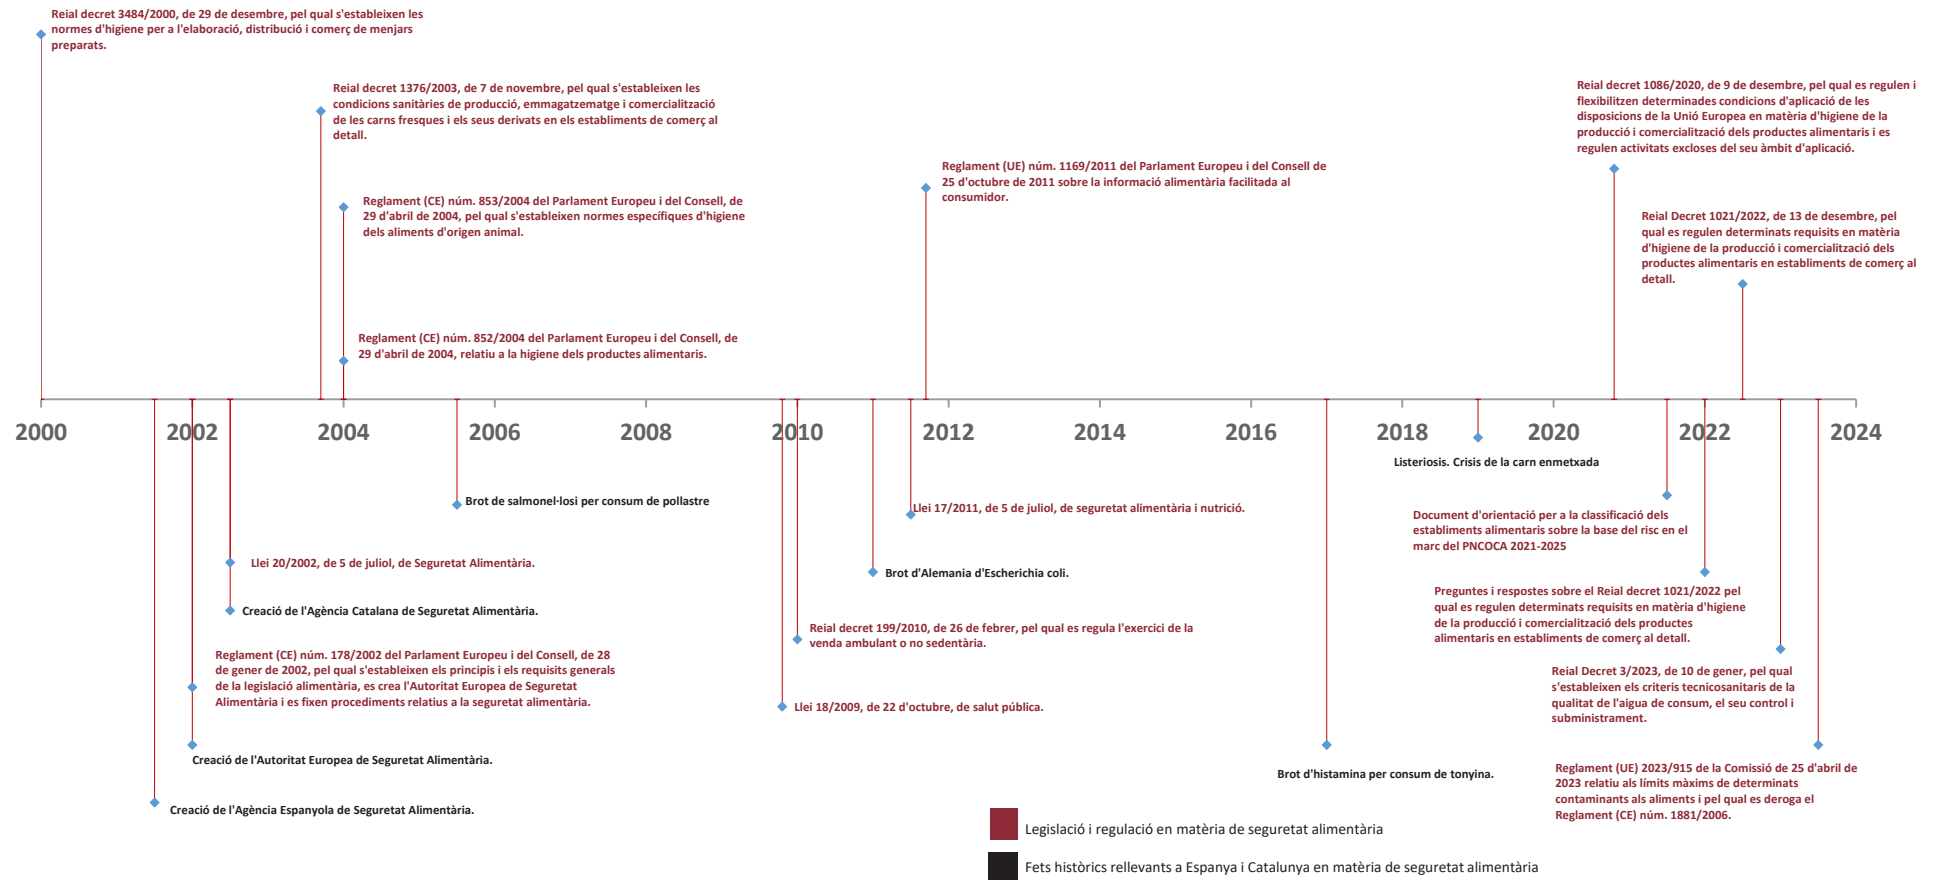 Reial decret 3484/2000, de 29 de desembre, pel qual s'estableixen les
normes d'higiene per a l'elaboració, distribució i comerç de menjars
preparats.
Reial decret 1376/2003, de 7 de novembre, pel qual s'estableixen les
condicions sanitàries de producció, emmagatzematge i comercialització
de les carns fresques i els seus derivats en els establiments de comerç al
detall.
Reglament (CE) núm. 853/2004 del Parlament Europeu i del Consell, de
29 d'abril de 2004, pel qual s'estableixen normes específiques d'higiene
dels aliments d'origen animal.
Reglament (CE) núm. 852/2004 del Parlament Europeu i del Consell, de
29 d'abril de 2004, relatiu a la higiene dels productes alimentaris.
Reglament (UE) núm. 1169/2011 del Parlament Europeu i del Consell de
25 d'octubre de 2011 sobre la informació alimentària facilitada al
consumidor.
Reial decret 1086/2020, de 9 de desembre, pel qual es regulen i
flexibilitzen determinades condicions d'aplicació de les
disposicions de la Unió Europea en matèria d'higiene de la
producció i comercialització dels productes alimentaris i es
regulen activitats excloses del seu àmbit d'aplicació.
Reial Decret 1021/2022, de 13 de desembre, pel
qual es regulen determinats requisits en matèria
d'higiene de la producció i comercialització dels
productes alimentaris en establiments de comerç al
detall.
2000 2002 2004 2006 2008 2010 2012 2014 2016 2018 2020 2022 2024
Listeriosis. Crisis de la carn enmetxada
Brot de salmonel·losi per consum de pollastre
Llei 17/2011, de 5 de juliol, de seguretat alimentària i nutrició.
Document d'orientació per a la classificació dels
establiments alimentaris sobre la base del risc en el
marc del PNCOCA 2021-2025
Llei 20/2002, de 5 de juliol, de Seguretat Alimentària.
Brot d'Alemania d'Escherichia coli.
Creació de l'Agència Catalana de Seguretat Alimentària.
Preguntes i respostes sobre el Reial decret 1021/2022 pel
qual es regulen determinats requisits en matèria d'higiene
de la producció i comercialització dels productes
alimentaris en establiments de comerç al detall.
Reial decret 199/2010, de 26 de febrer, pel qual es regula l'exercici de la
venda ambulant o no sedentària.
Reglament (CE) núm. 178/2002 del Parlament Europeu i del Consell, de 28
de gener de 2002, pel qual s'estableixen els principis i els requisits generals
de la legislació alimentària, es crea l'Autoritat Europea de Seguretat
Alimentària i es fixen procediments relatius a la seguretat alimentària.
Llei 18/2009, de 22 d'octubre, de salut pública.
Reial Decret 3/2023, de 10 de gener, pel qual
s'estableixen els criteris tecnicosanitaris de la
qualitat de l'aigua de consum, el seu control i
subministrament.
Creació de l'Autoritat Europea de Seguretat Alimentària.
Brot d'histamina per consum de tonyina.
Reglament (UE) 2023/915 de la Comissió de 25 d'abril de
2023 relatiu als límits màxims de determinats
contaminants als aliments i pel qual es deroga el
Reglament (CE) núm. 1881/2006.
Creació de l'Agència Espanyola de Seguretat Alimentària.
Legislació i regulació en matèria de seguretat alimentària
Fets històrics rellevants a Espanya i Catalunya en matèria de seguretat alimentària